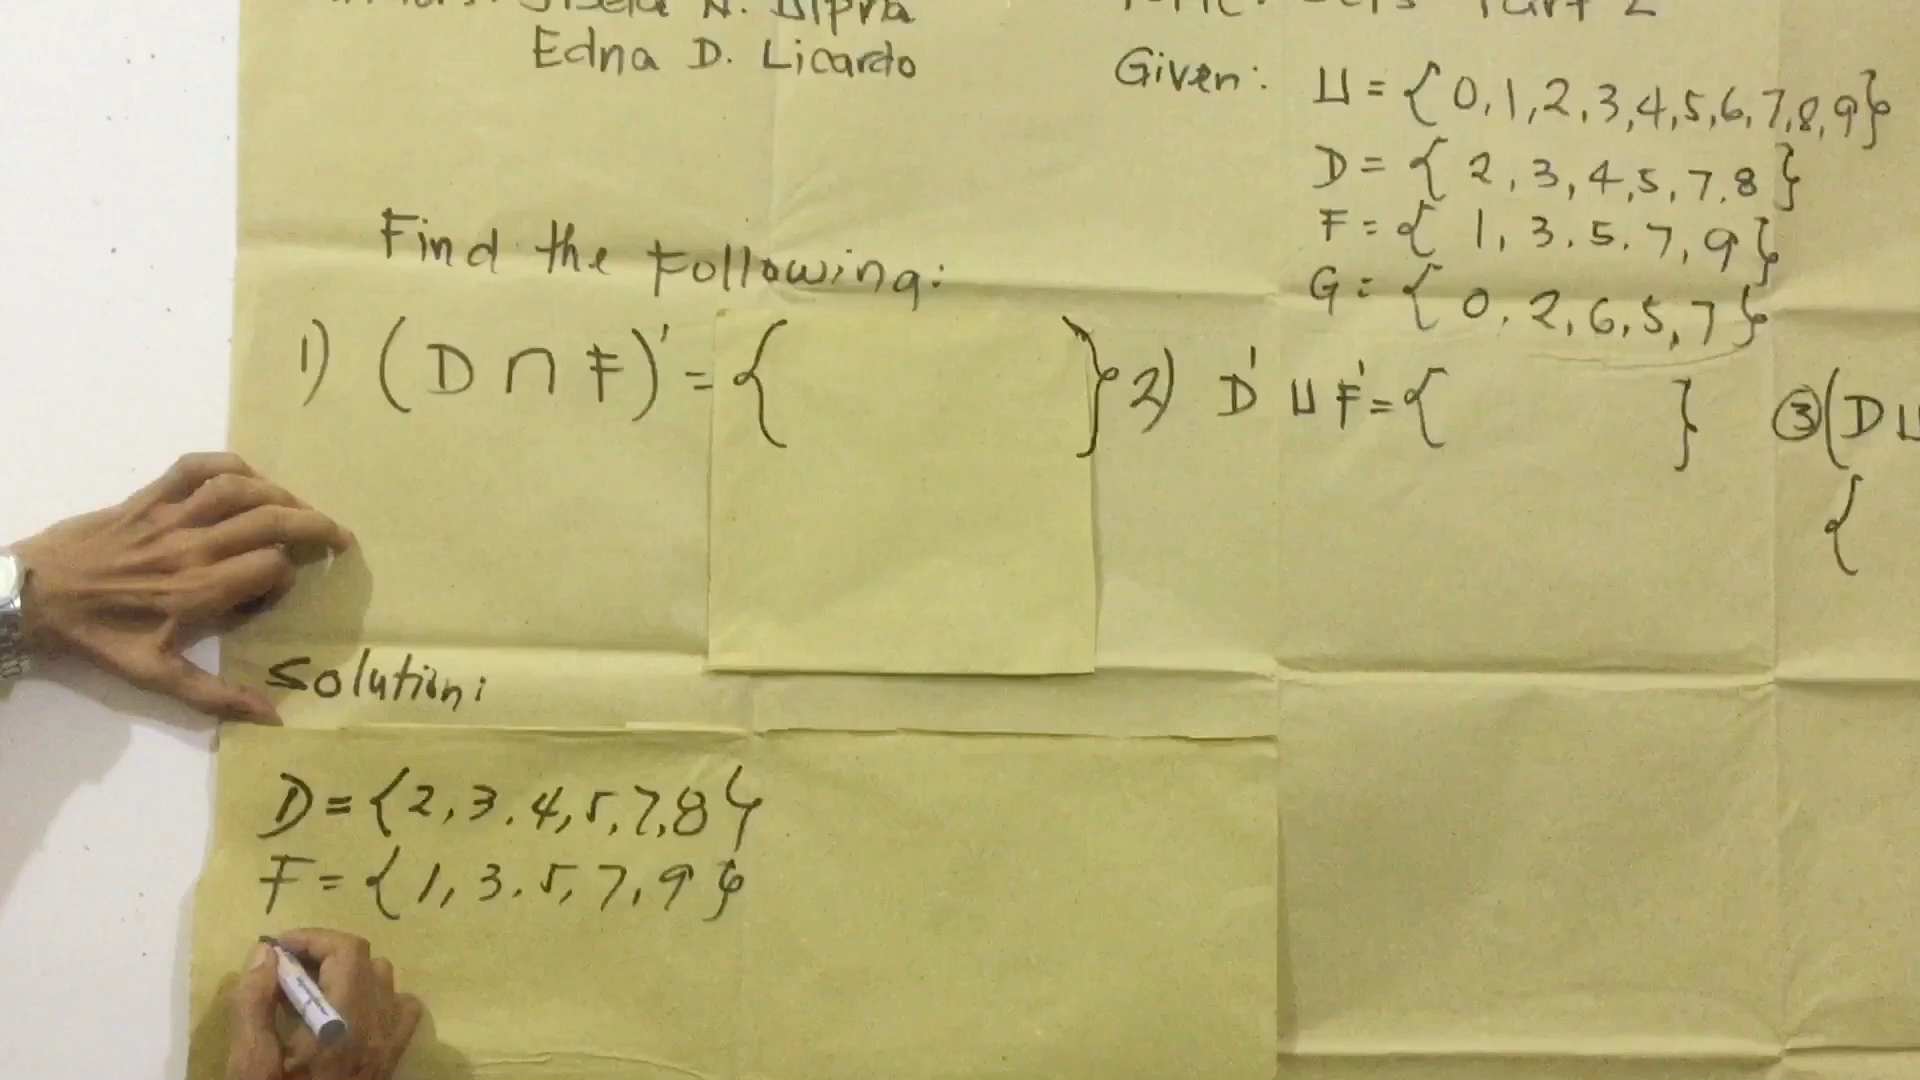 N.
Edna D. Licardo
Part 2
Given: U = {0,1,2,3,4,5,6,7,8,9}
D = {2,3,4,5,7,8}
F = {1,3.5.7,9}
G = {0.2,6,5,7}
Find the Following:
1) (D ∩ F)' = { } 2) D' U F' = { } ③ (D U
{
Solution:
D = {2,3.4,5,7,8}
F = {1,3.5,7,9}